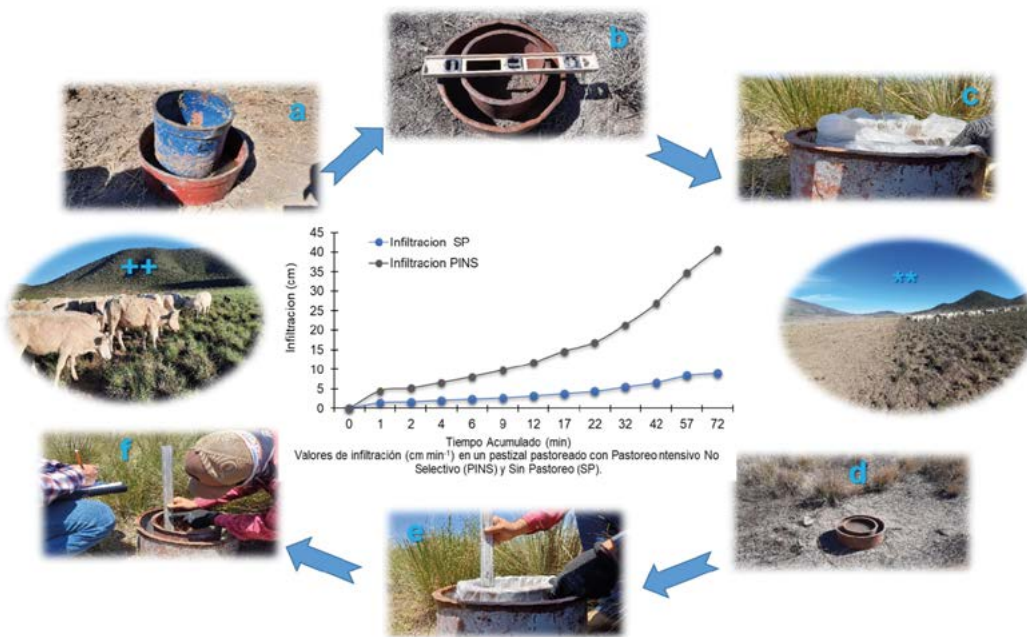 b
a
c
45
40
35
30
25
20
15
10
5
0
Infiltracion (cm)
Infiltracion SP
Infiltracion PINS
0 1 2 4 6 9 12 17 22 32 42 57 72
Tiempo Acumulado (min)
Valores de infiltración (cm min⁻¹) en un pastizal pastoreado con Pastoreo ntensivo No
Selectivo (PINS) y Sin Pastoreo (SP).
++
**
f
e
d